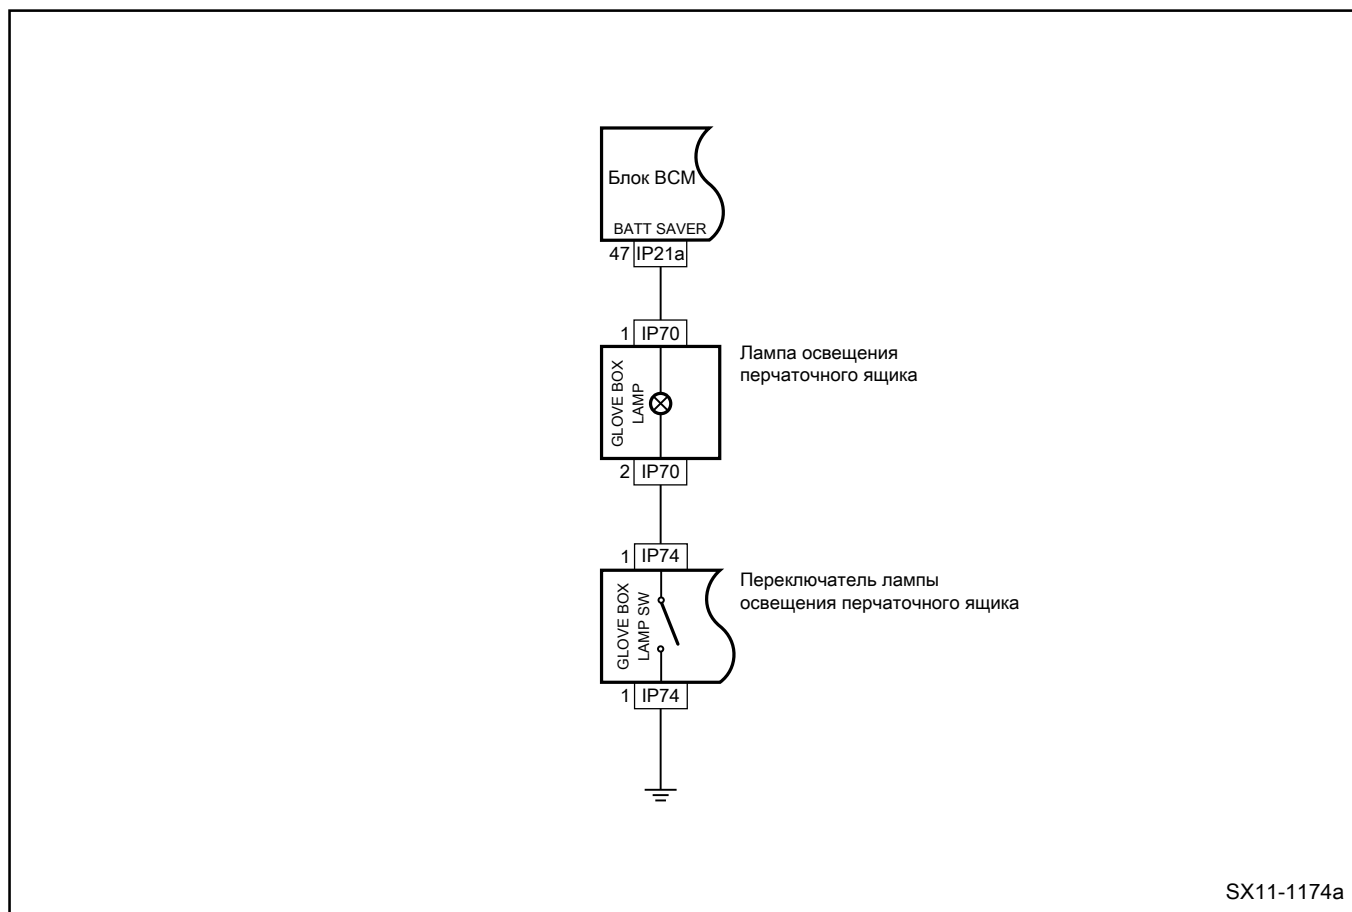 Блок BCM
BATT SAVER
47 IP21a
1 IP70
GLOVE BOX
LAMP
Лампа освещения
перчаточного ящика
2 IP70
1 IP74
GLOVE BOX
LAMP SW
Переключатель лампы
освещения перчаточного ящика
1 IP74
SX11-1174a